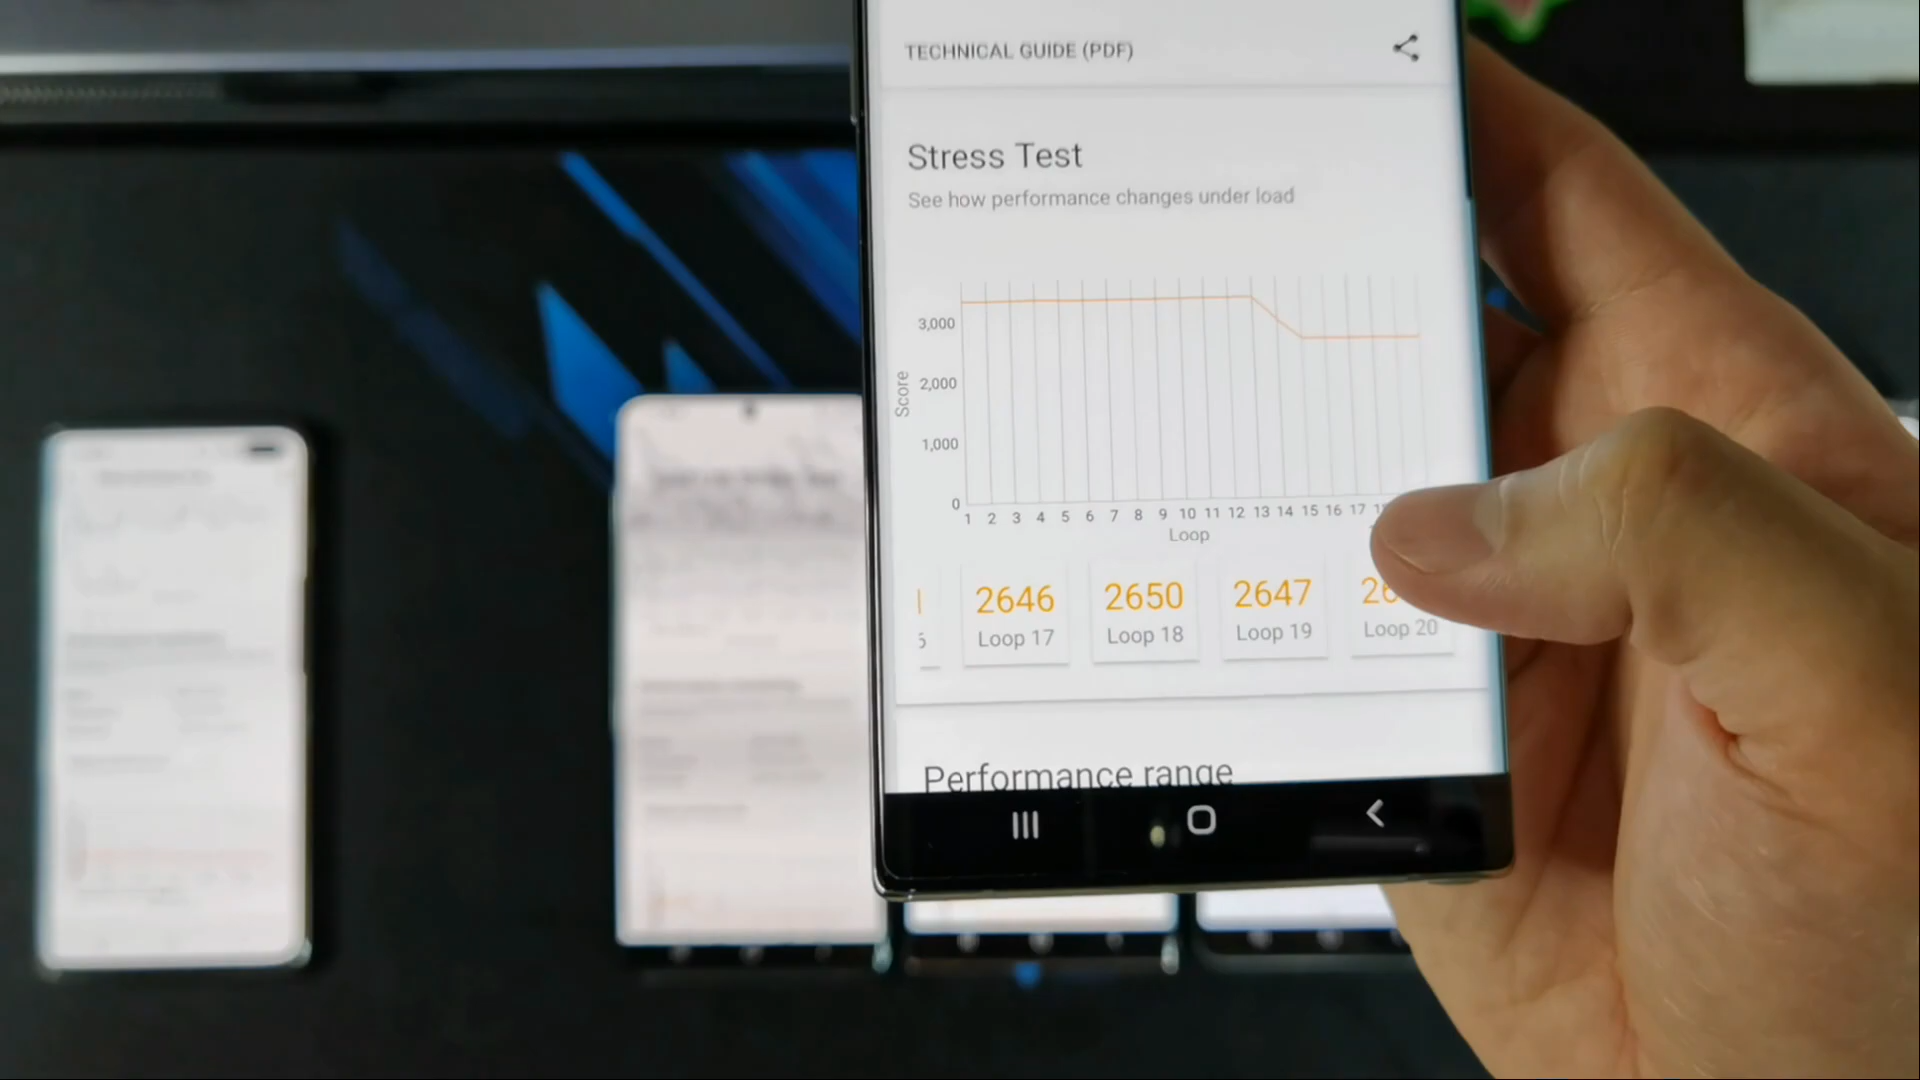 TECHNICAL GUIDE (PDF)
Stress Test
See how performance changes under load
3,000
2,000
1,000
0
Score
1 2 3 4 5 6 7 8 9 10 11 12 13 14 15 16 17
Loop
2646 2650 2647
Loop 17 Loop 18 Loop 19 Loop 20
Performance range